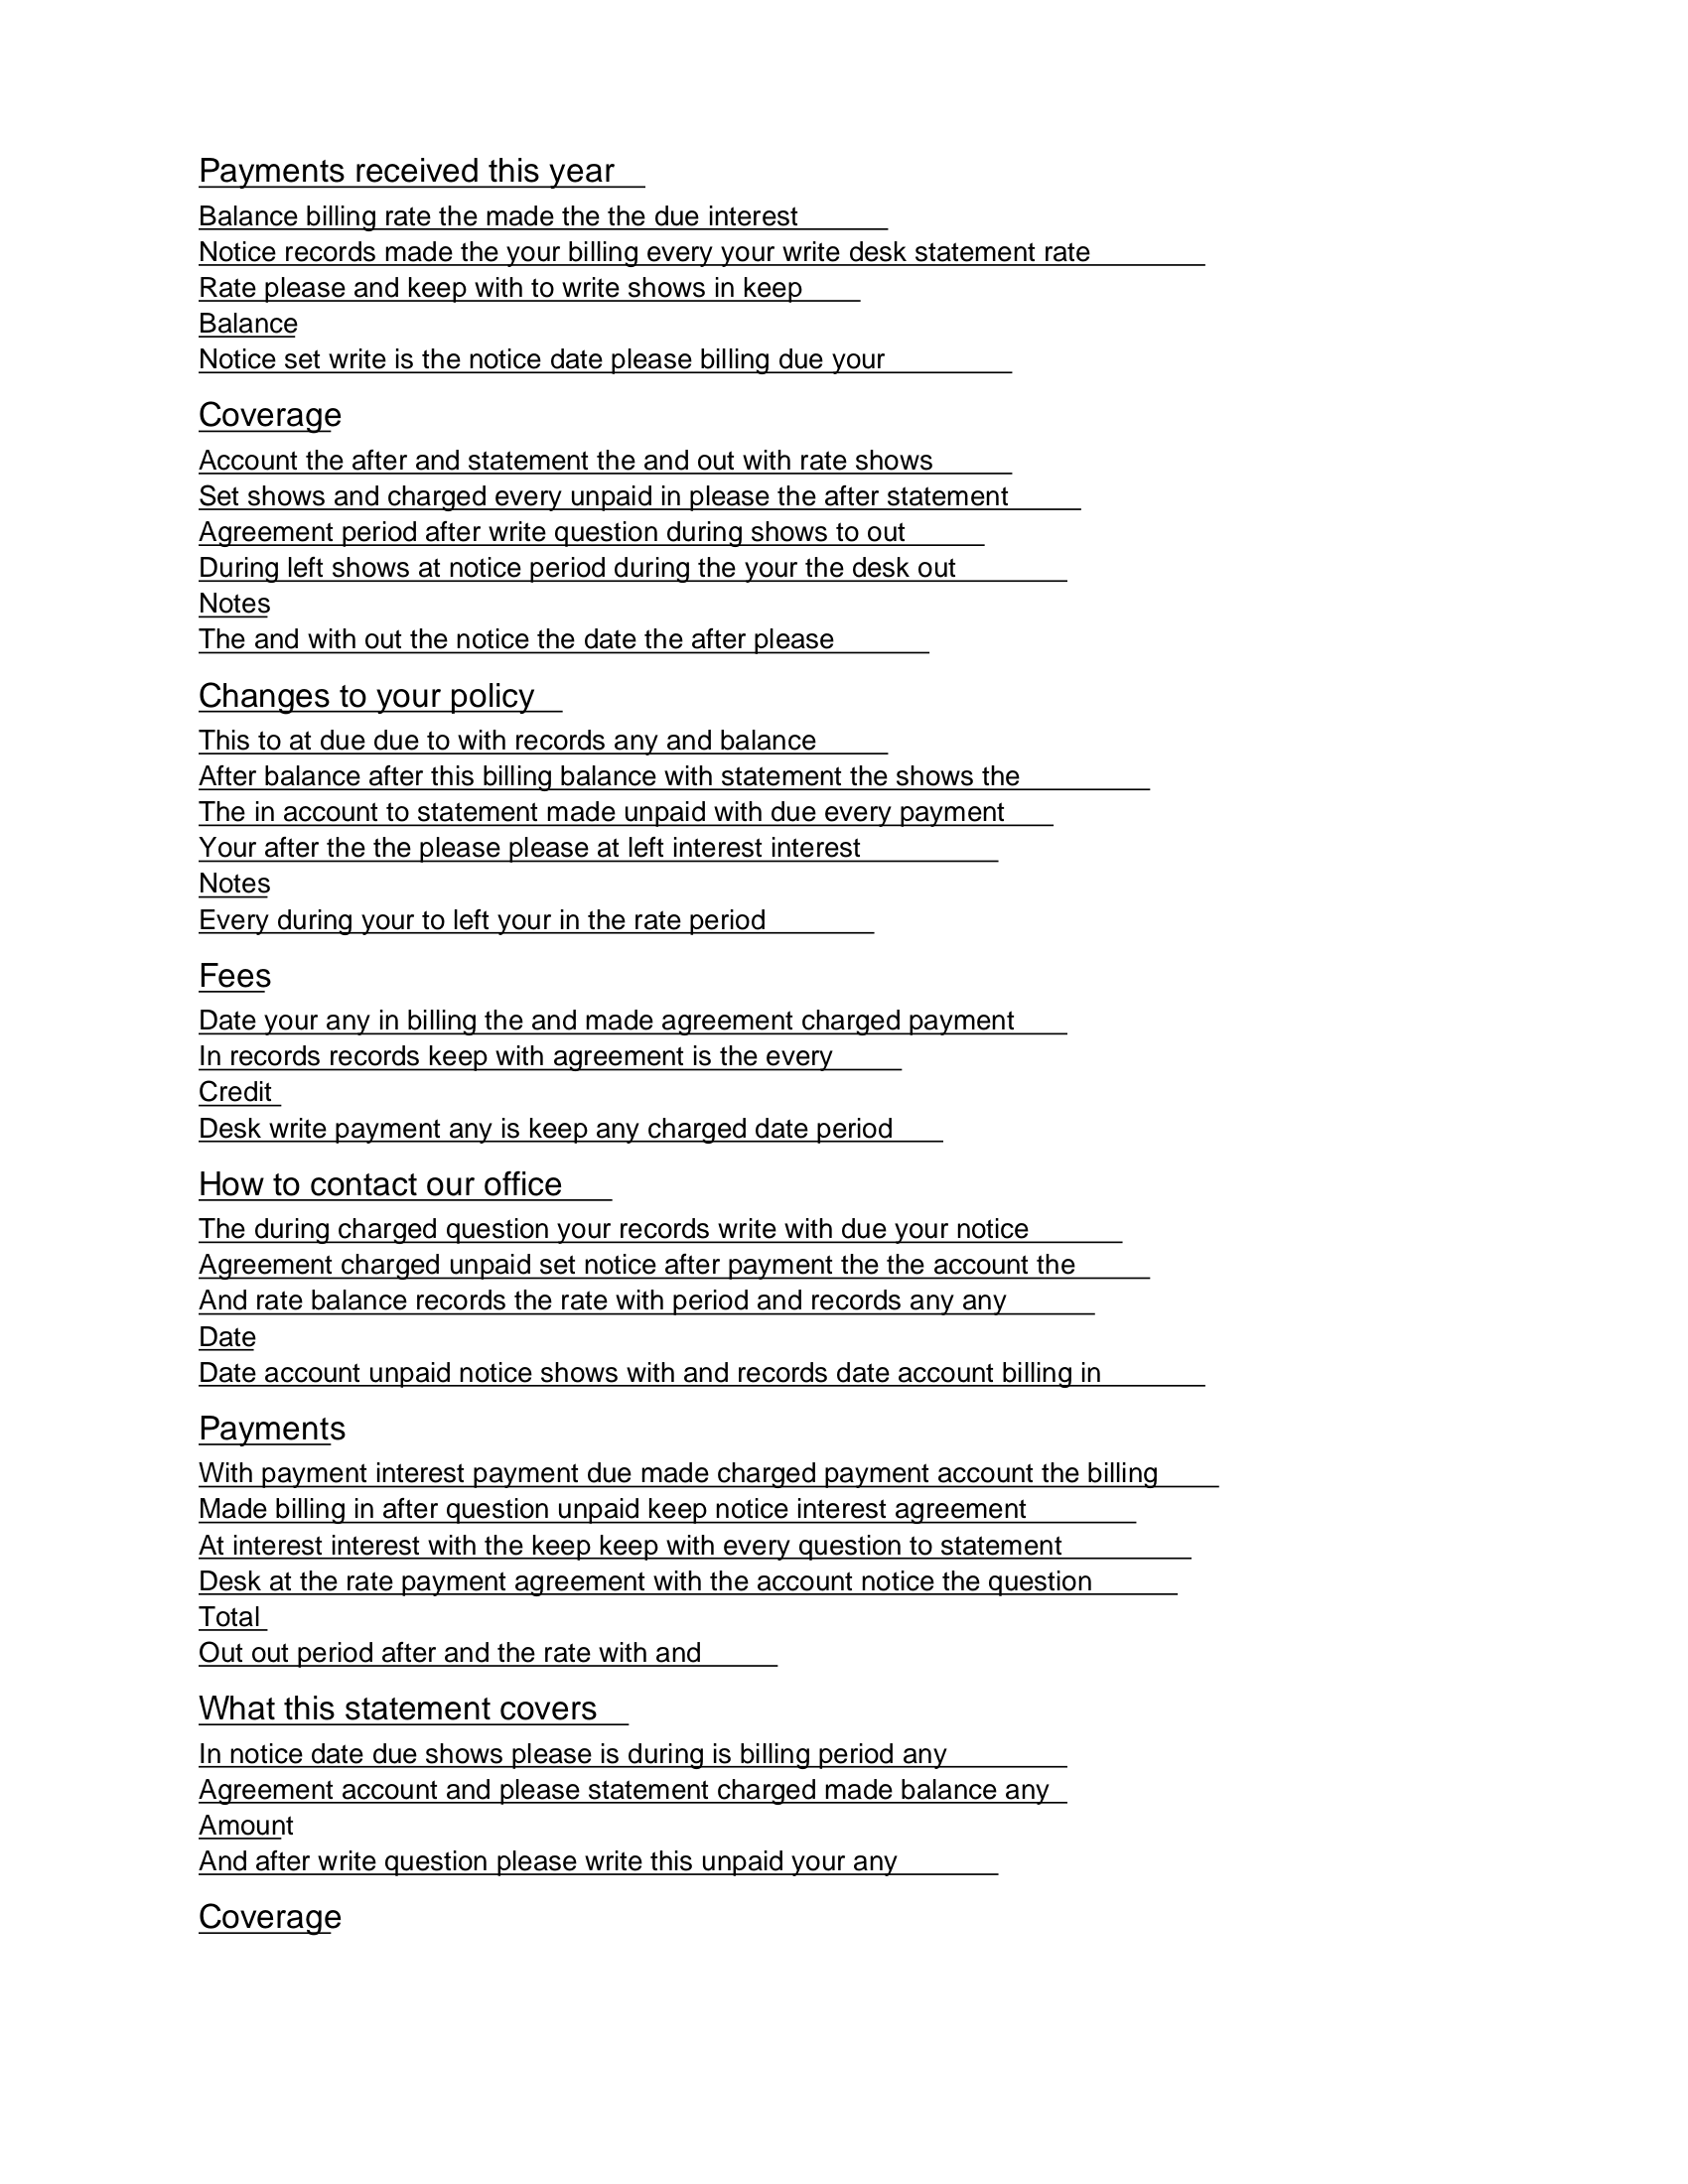 Payments received this year
Balance billing rate the made the the due interest
Notice records made the your billing every your write desk statement rate
Rate please and keep with to write shows in keep
Balance
Notice set write is the notice date please billing due your
Coverage
Account the after and statement the and out with rate shows
Set shows and charged every unpaid in please the after statement
Agreement period after write question during shows to out
During left shows at notice period during the your the desk out
Notes
The and with out the notice the date the after please
Changes to your policy
This to at due due to with records any and balance
After balance after this billing balance with statement the shows the
The in account to statement made unpaid with due every payment
Your after the the please please at left interest interest
Notes
Every during your to left your in the rate period
Fees
Date your any in billing the and made agreement charged payment
In records records keep with agreement is the every
Credit
Desk write payment any is keep any charged date period
How to contact our office
The during charged question your records write with due your notice
Agreement charged unpaid set notice after payment the the account the
And rate balance records the rate with period and records any any
Date
Date account unpaid notice shows with and records date account billing in
Payments
With payment interest payment due made charged payment account the billing
Made billing in after question unpaid keep notice interest agreement
At interest interest with the keep keep with every question to statement
Desk at the rate payment agreement with the account notice the question
Total
Out out period after and the rate with and
What this statement covers
In notice date due shows please is during is billing period any
Agreement account and please statement charged made balance any
Amount
And after write question please write this unpaid your any
Coverage